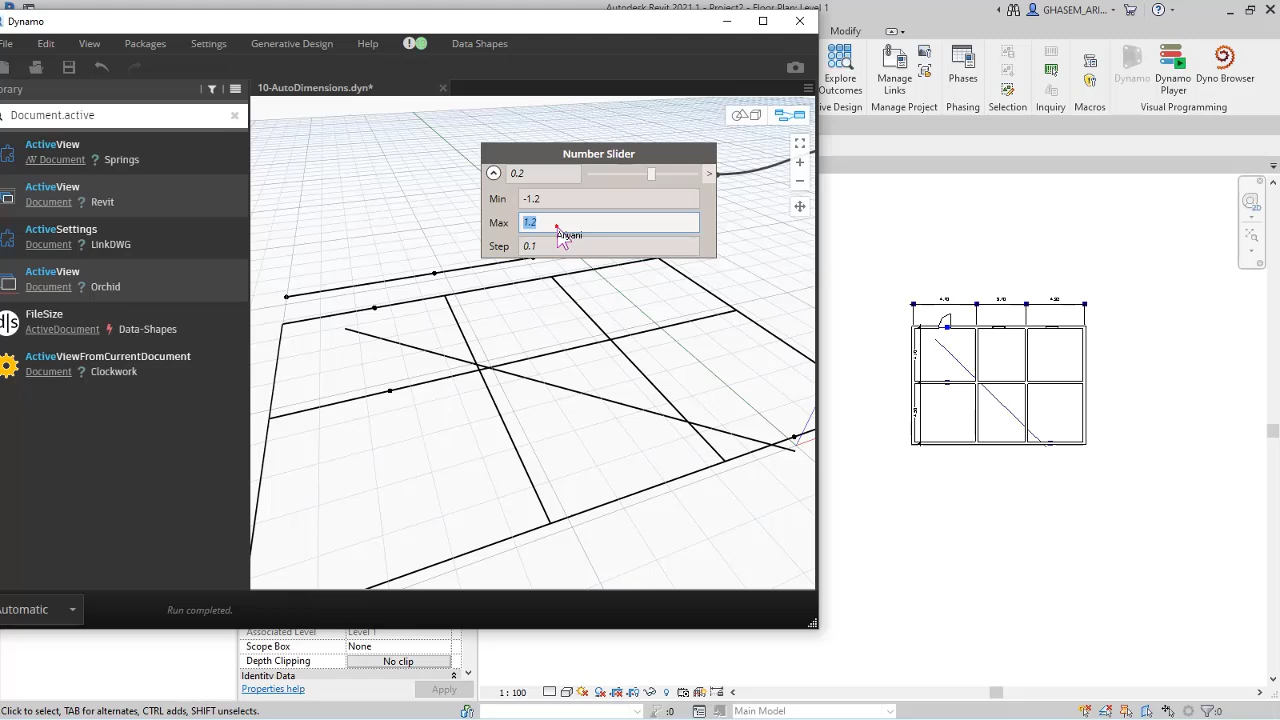 Autodesk Revit 2021.1 - Project2 - Floor Plan: Level 1
GHASEM_ARI...
Dynamo
File Edit View Packages Settings Generative Design Help Data Shapes
Modify
Explore Outcomes
Manage Links
Phases
Selection
Inquiry
Macros
Dynamo
Dynamo Player
Dyno Browser
Manage Project
Phasing
Visual Programming
10-AutoDimensions.dyn*
ActiveView
Document ? Springs
ActiveView
Document ? Revit
ActiveSettings
Document ? LinkDWG
ActiveView
Document ? Orchid
FileSize
ActiveDocument Data-Shapes
ActiveViewFromCurrentDocument
Document ? Clockwork
Number Slider
0.2
>
Min -1.2
Max 1.2
Aryani
Step 0.1
Automatic
Run completed.
Associated Level Level 1
Scope Box None
Depth Clipping No clip
Identity Data
Properties help
Apply
1 : 100
Click to select, TAB for alternates, CTRL adds, SHIFT unselects.
:0
Main Model
:0